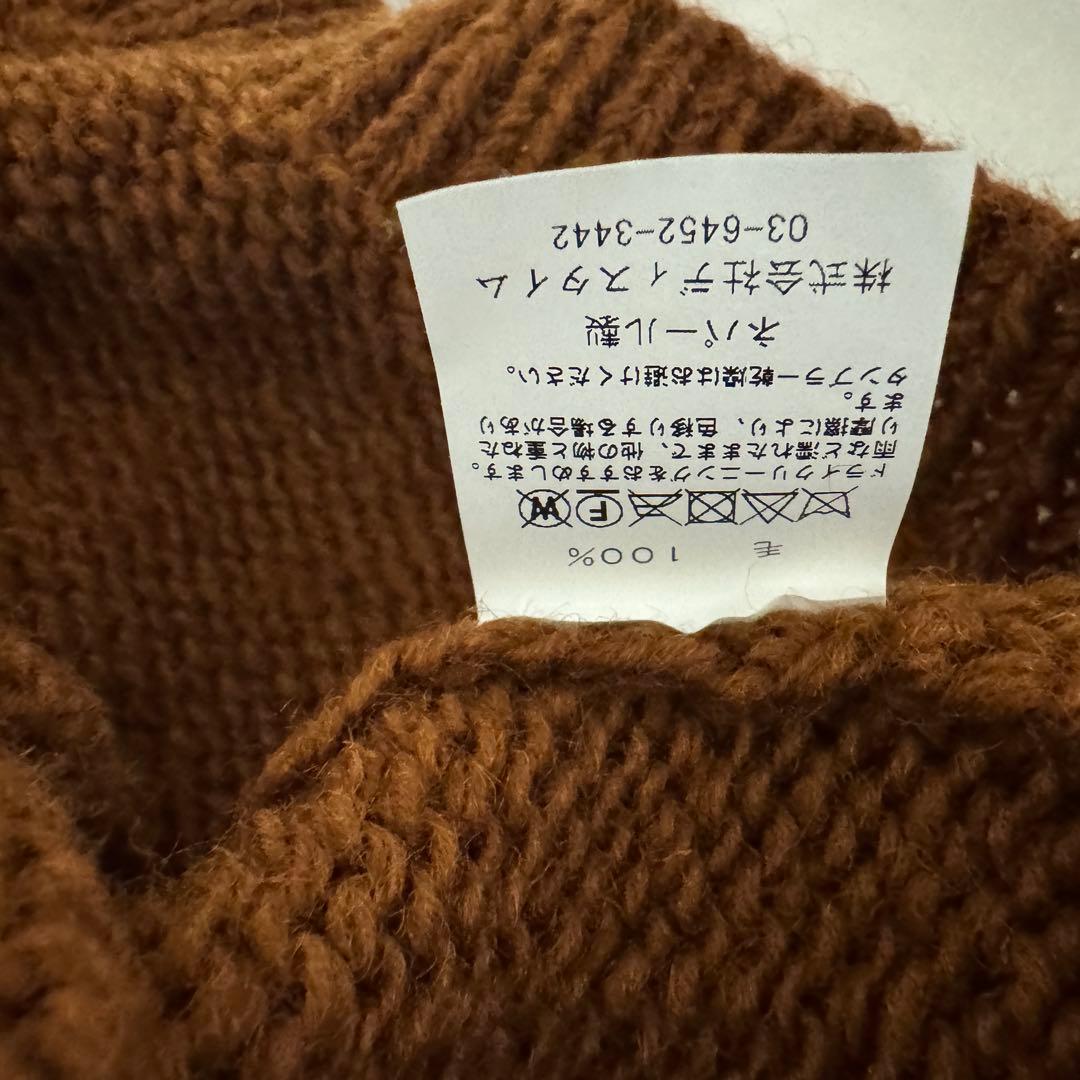 毛 100%
F W
ドライクリーニングをおすすめします。
雨など濡れたままで、他の物と重ねた
り摩擦により、色移りする場合があり
ます。
タンブラー乾燥はお避けください。
ネパール製
株式会社ディスタイム
03-6452-3442